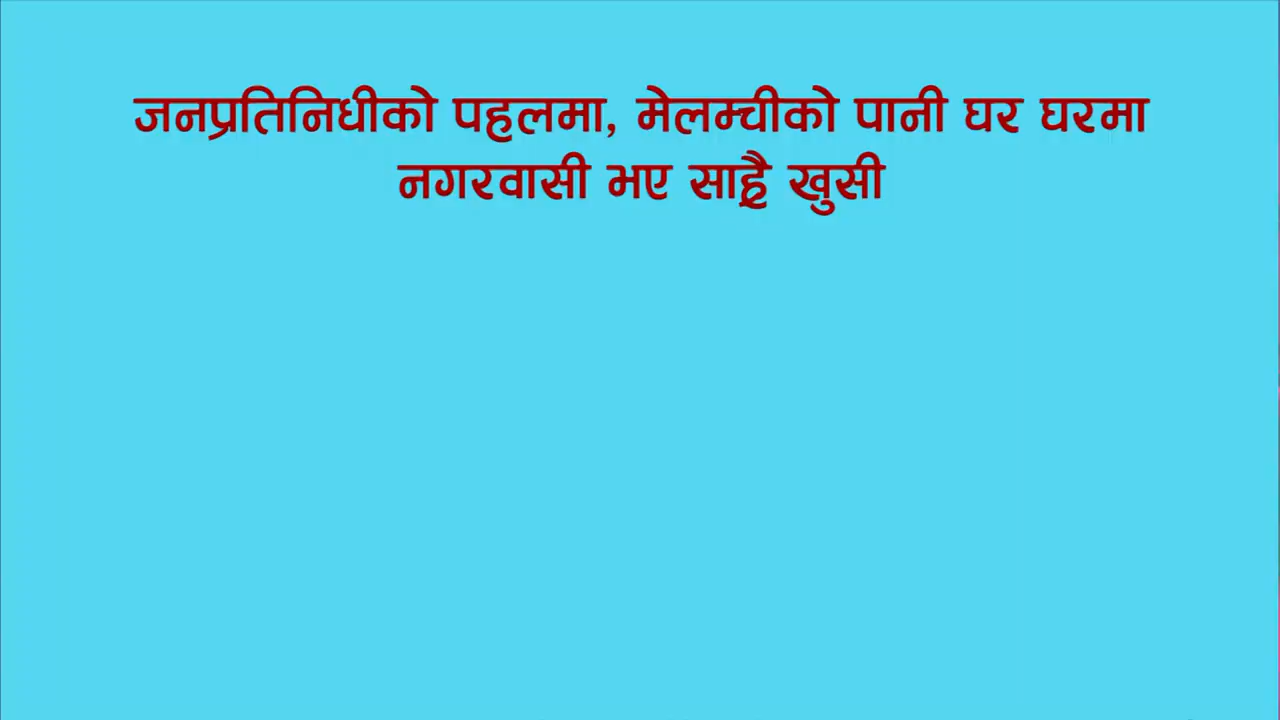 जनप्रतिनिधीको पहलमा, मेलम्चीको पानी घर घरमा
नगरवासी भए साह्रै खुसी